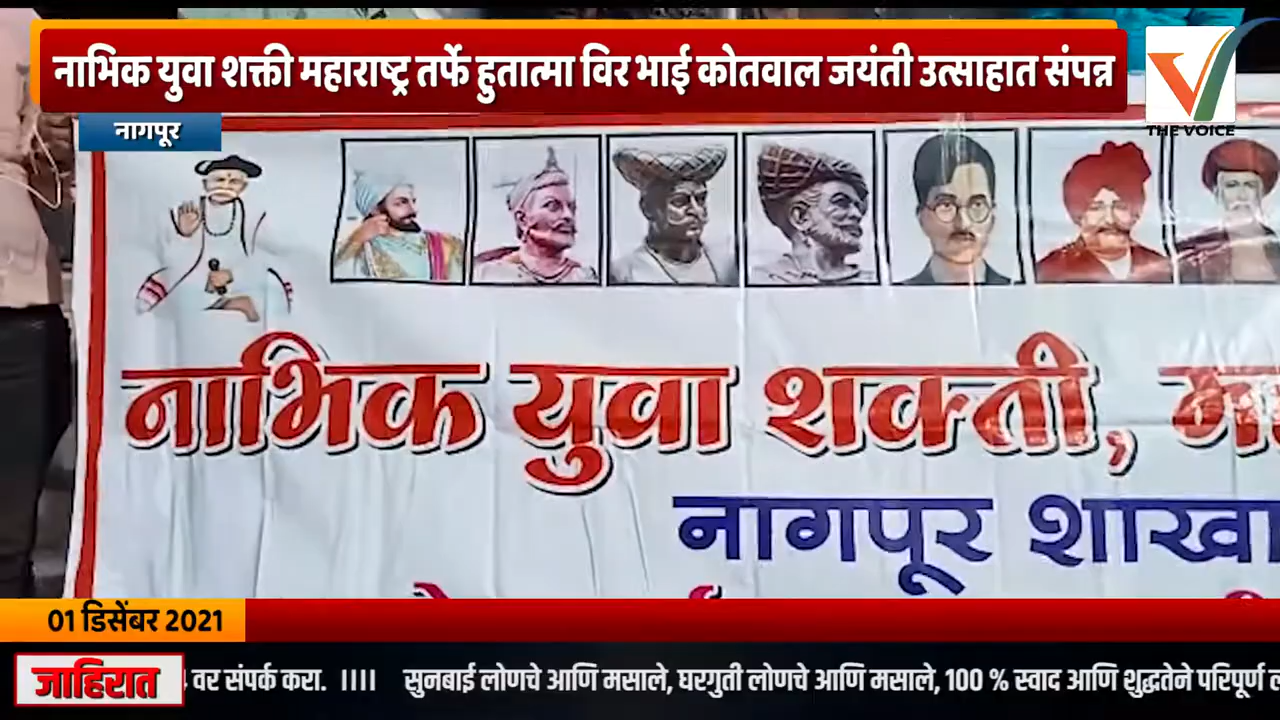 नाभिक युवा शक्ती महाराष्ट्र तर्फे हुतात्मा विर भाई कोतवाल जयंती उत्साहात संपन्न
THE VOICE
नागपूर
नाभिक युवा शक्ती,
नागपूर शाखा
01 डिसेंबर 2021
जाहिरात
वर संपर्क करा. ।।।। सुनबाई लोणचे आणि मसाले, घरगुती लोणचे आणि मसाले, 100 % स्वाद आणि शुद्धतेने परिपूर्ण